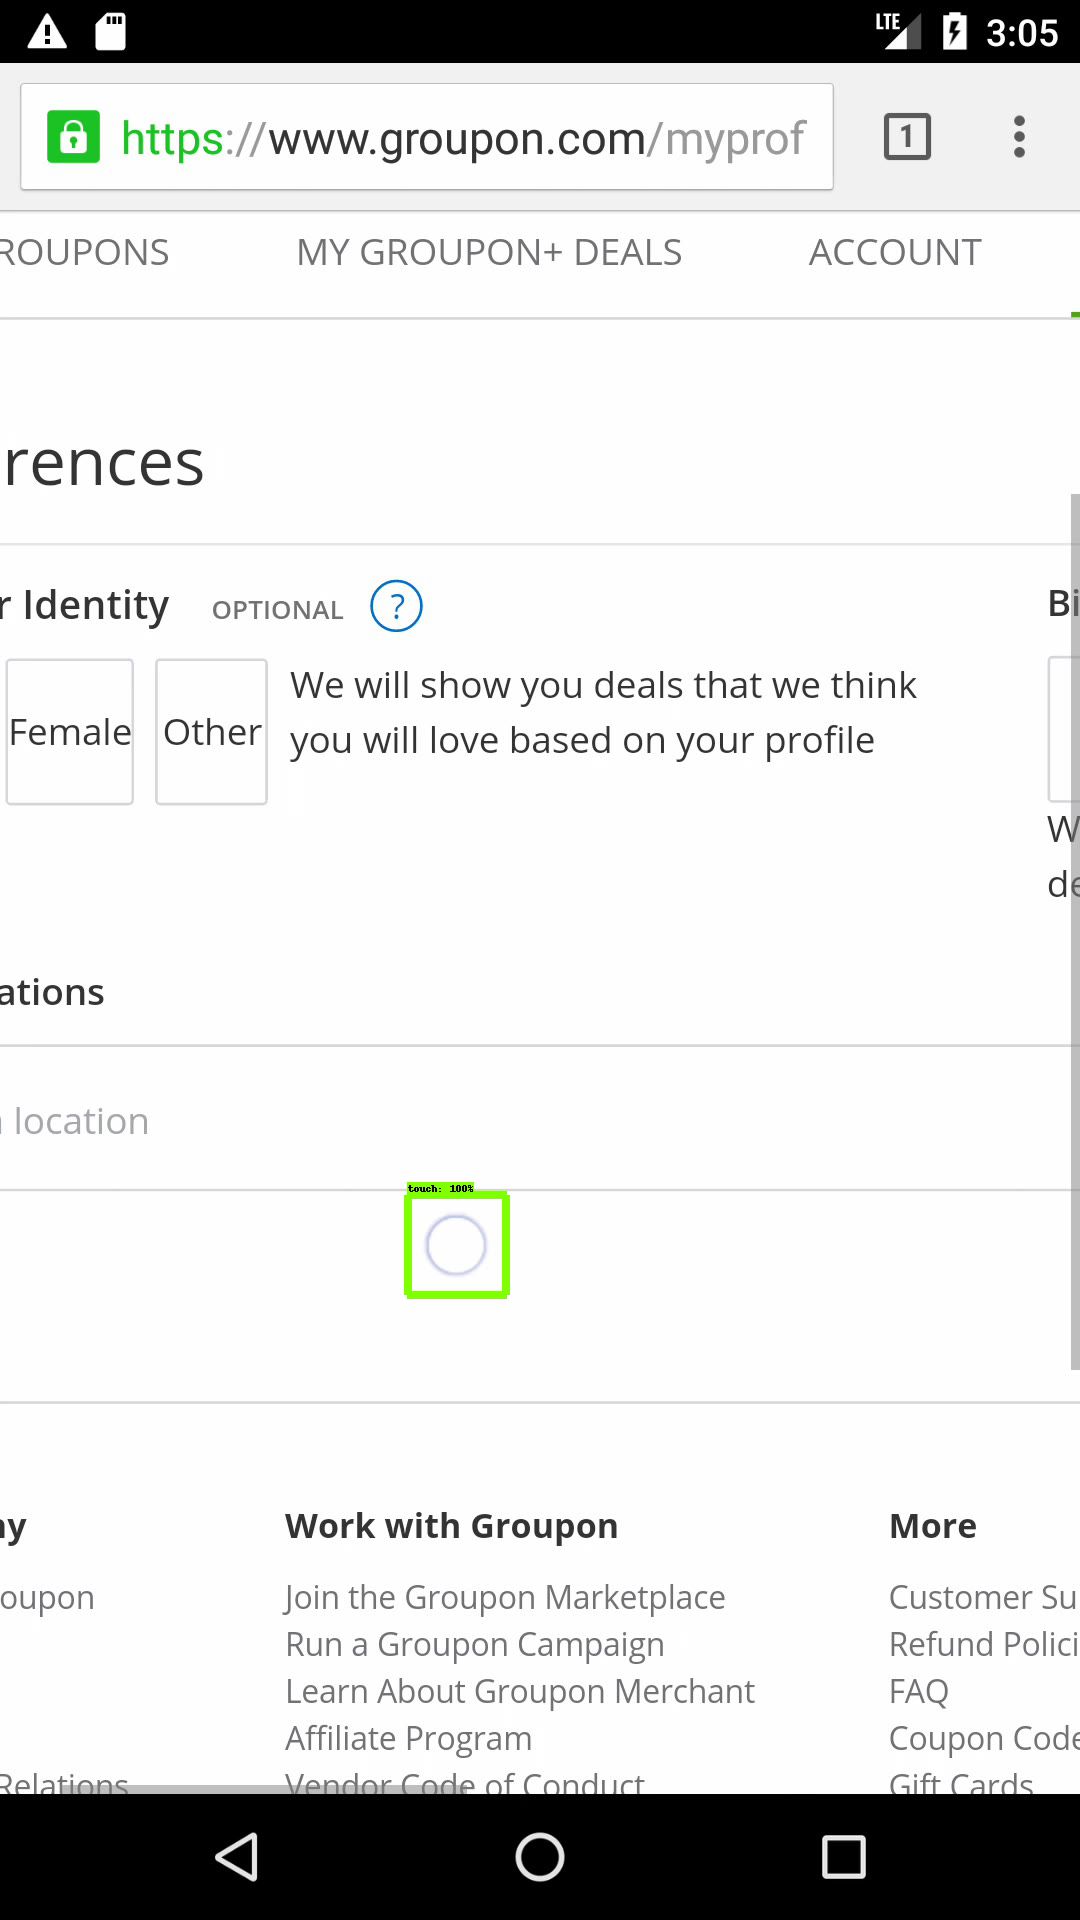 LTE 3:05
https://www.groupon.com/myprof 1
ROUPONS MY GROUPON+ DEALS ACCOUNT
rences
r Identity OPTIONAL ? Bi
Female Other We will show you deals that we think
you will love based on your profile
W
de
ations
location
touch: 100%
ny Work with Groupon More
oupon Join the Groupon Marketplace Customer Su
Run a Groupon Campaign Refund Polici
Learn About Groupon Merchant FAQ
Affiliate Program Coupon Code
Relations Vendor Code of Conduct Gift Cards